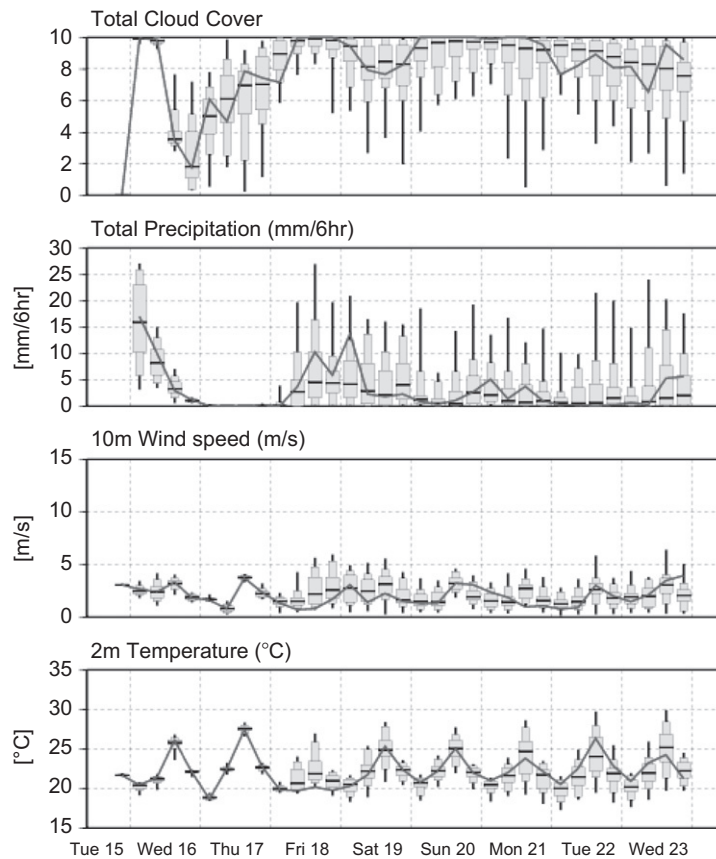 Total Cloud Cover
10
8
6
4
2
0
Total Precipitation (mm/6hr)
[mm/6hr]
30
25
20
15
10
5
0
10m Wind speed (m/s)
[m/s]
15
10
5
0
2m Temperature (°C)
[°C]
35
30
25
20
15
Tue 15 Wed 16 Thu 17 Fri 18 Sat 19 Sun 20 Mon 21 Tue 22 Wed 23